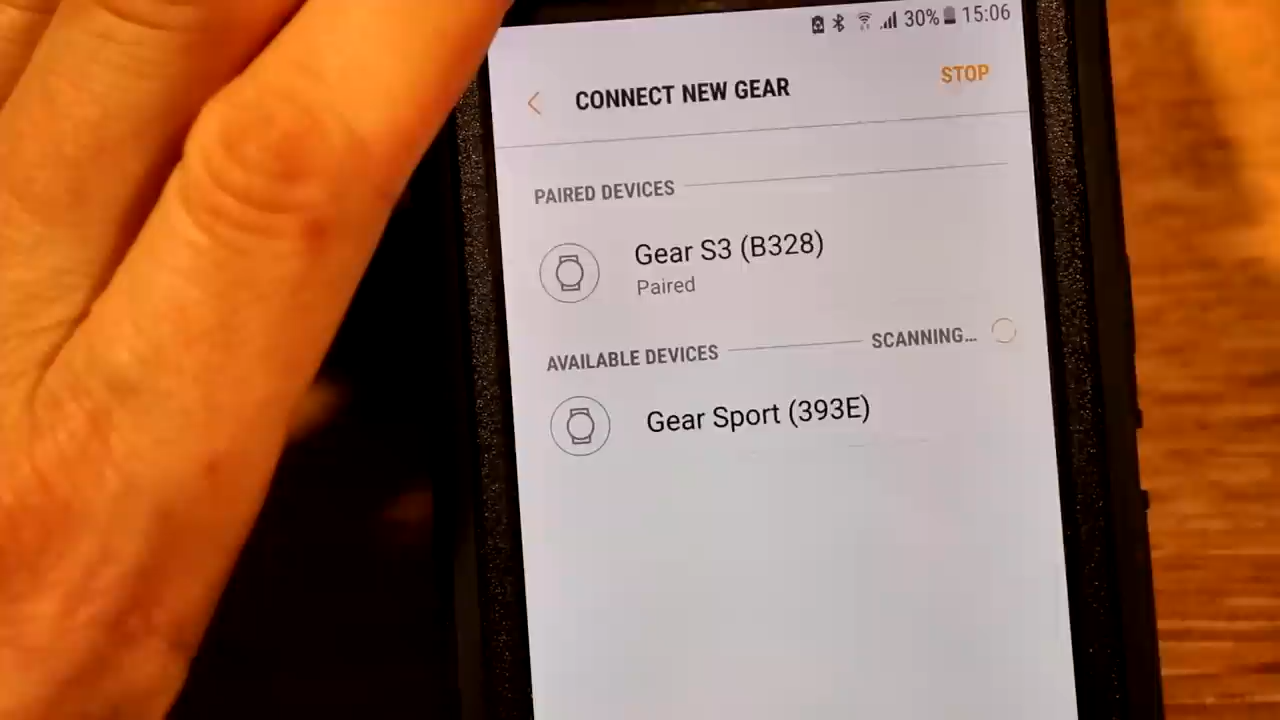 30% 15:06
CONNECT NEW GEAR STOP
PAIRED DEVICES
Gear S3 (B328)
Paired
AVAILABLE DEVICES SCANNING...
Gear Sport (393E)